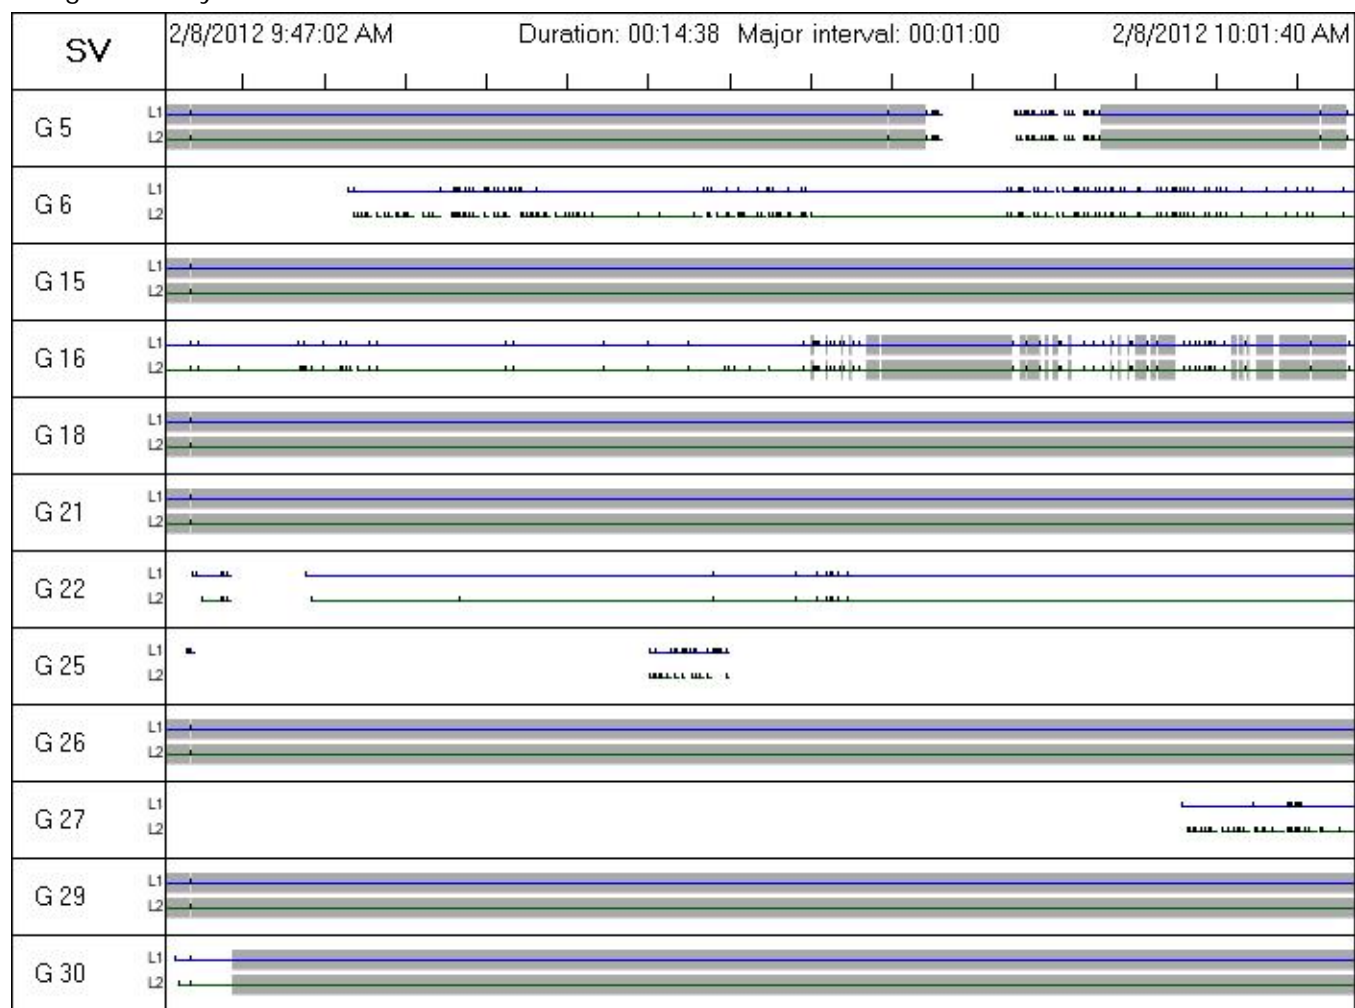 SV 2/8/2012 9:47:02 AM Duration: 00:14:38 Major interval: 00:01:00 2/8/2012 10:01:40 AM
G 5 L1 L2
G 6 L1 L2
G 15 L1 L2
G 16 L1 L2
G 18 L1 L2
G 21 L1 L2
G 22 L1 L2
G 25 L1 L2
G 26 L1 L2
G 27 L1 L2
G 29 L1 L2
G 30 L1 L2